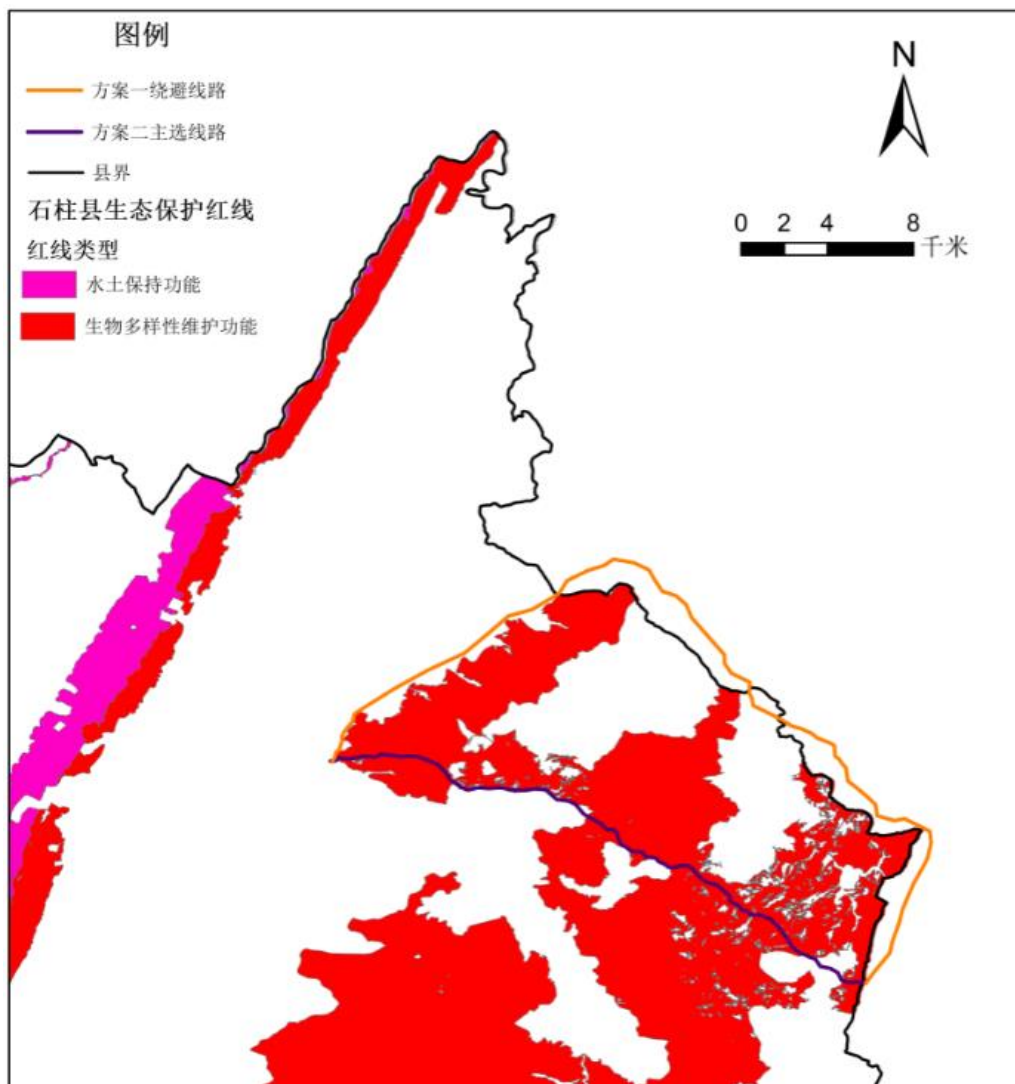 图例
方案一绕避线路
方案二主选线路
县界
石柱县生态保护红线
红线类型
水土保持功能
生物多样性维护功能
N
0 2 4 8
千米